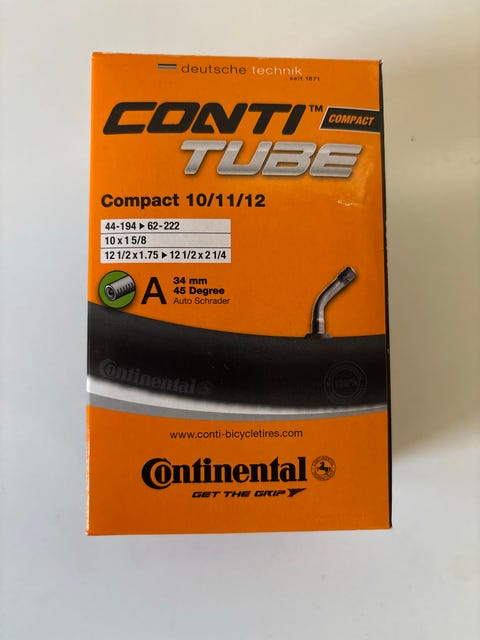 deutsche technik
seit 1871
CONTI™ COMPACT
TUBE
Compact 10/11/12
44-194 ▸ 62-222
10 x 1 5/8
12 1/2 x 1.75 ▸ 12 1/2 x 2 1/4
A
34 mm
45 Degree
Auto Schrader
Continental
100%
www.conti-bicycletires.com
Continental
GET THE GRIP